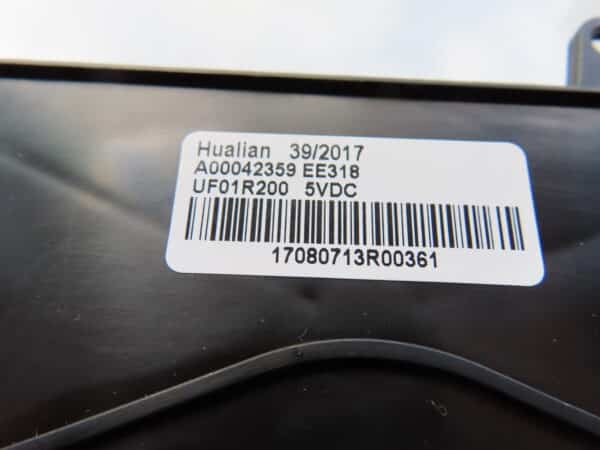 Hualian 39/2017
A00042359 EE318
UF01R200 5VDC
17080713R00361